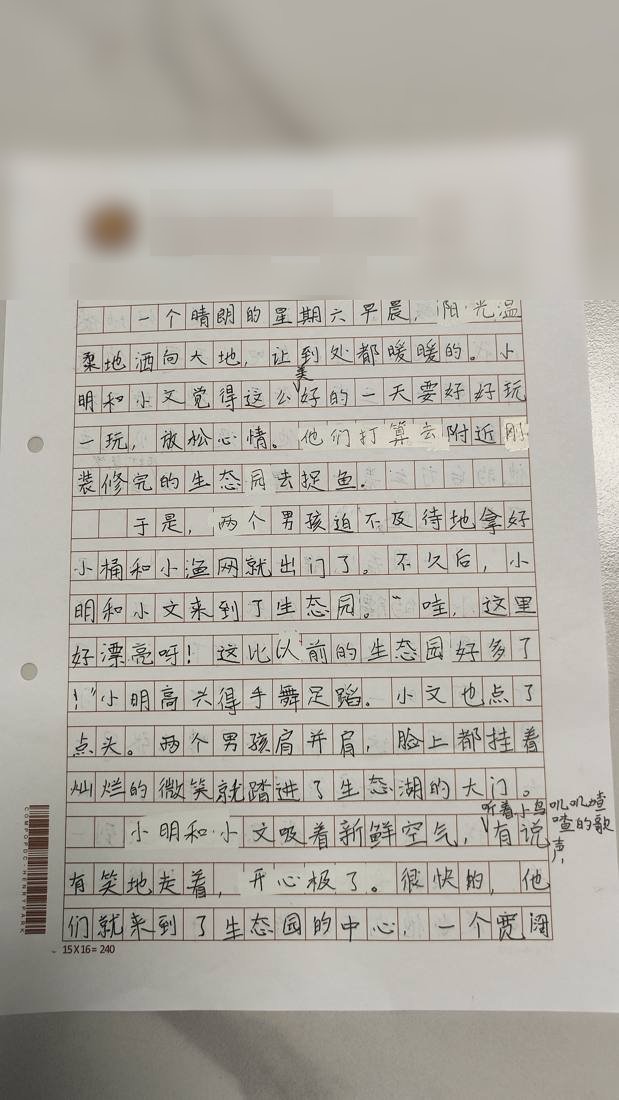 一个晴朗的星期六早晨，阳光温
柔地洒向大地，让到处都暖暖的。小
美
明和小文觉得这么好的一天要好好玩
一玩，放松心情。他们打算去附近刚
装修完的生态园去捉鱼.
于是，两个男孩迫不及待地拿好
小桶和小渔网就出门了。不久后，小
明和小文来到了生态园。“哇，这里
好漂亮呀！这比以前的生态园好多了
！”小明高兴得手舞足蹈。小文也点了
点头。两个男孩肩并肩，脸上都挂着
灿烂的微笑就踏进了生态湖的大门。
听着小鸟叽叽喳
喳的歌
声，
小明和小文吸着新鲜空气，有说
有笑地走着，开心极了。很快的，他
们就来到了生态园的中心，一个宽阔
15X16=240
COMPOPOLOC-HENRYPARK